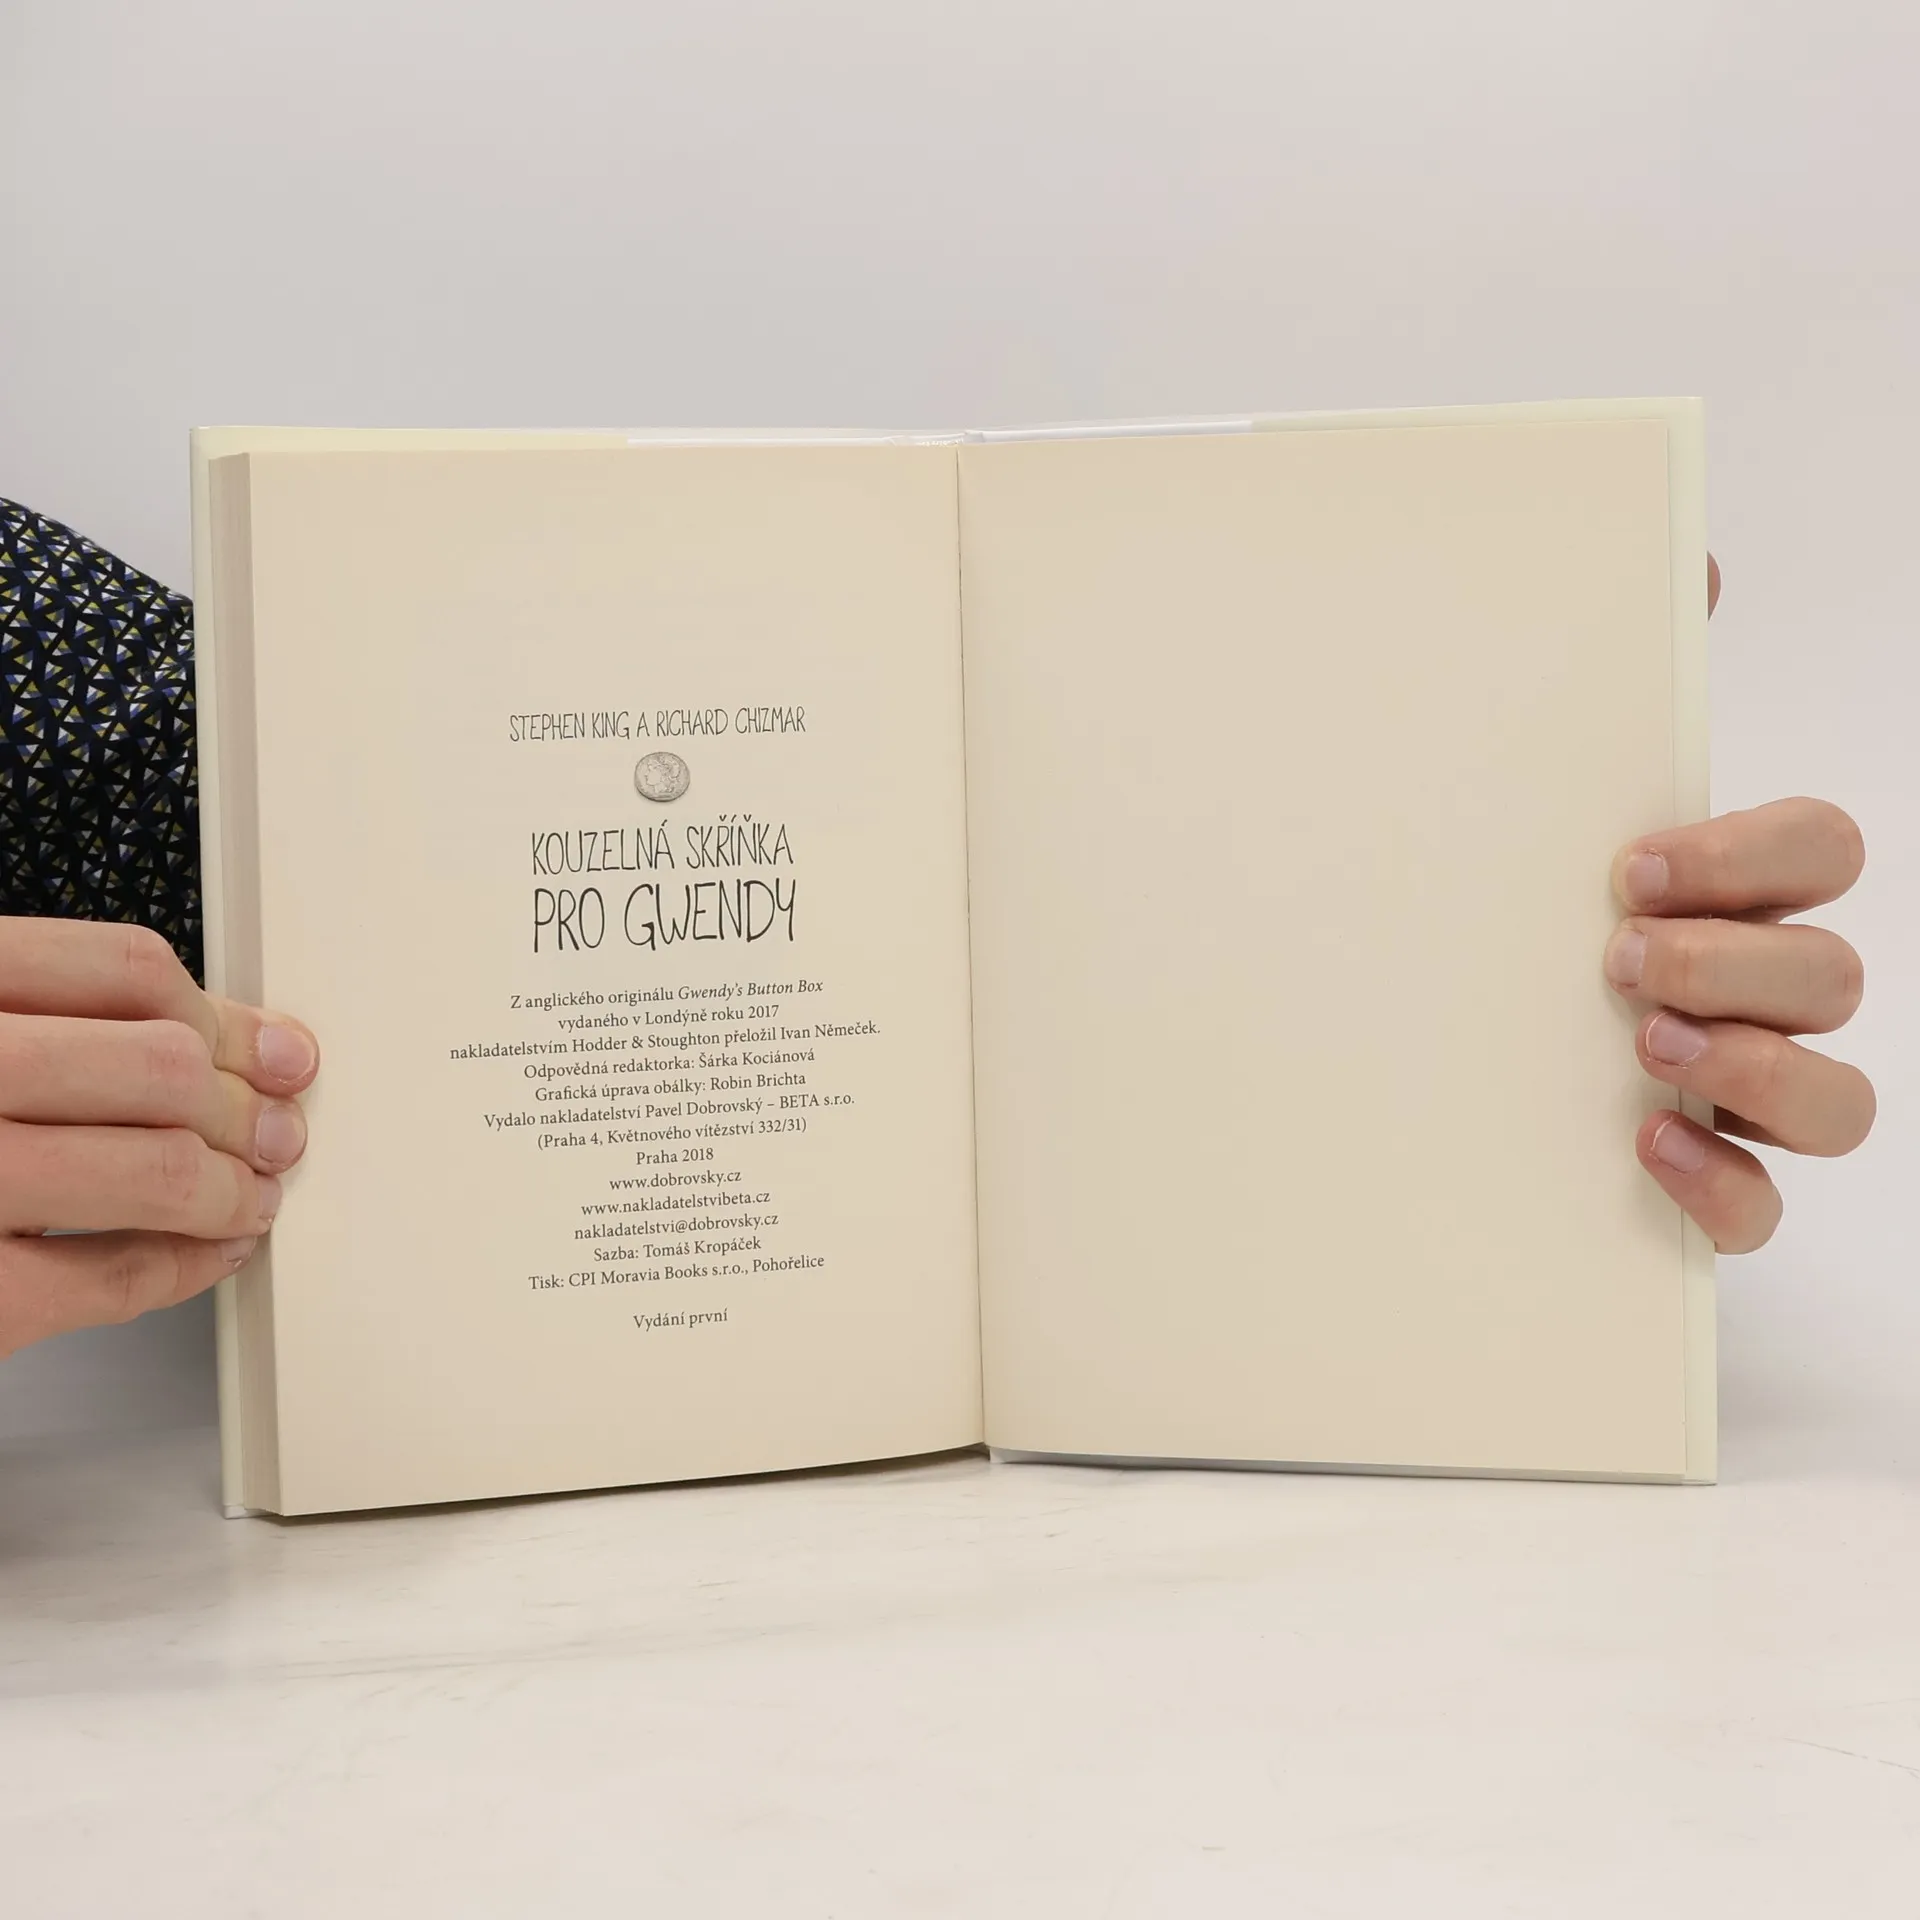 STEPHEN KING A RICHARD CHIZMAR
KOUZELNÁ SKŘÍŇKA
PRO GWENDY
Z anglického originálu Gwendy's Button Box
vydaného v Londýně roku 2017
nakladatelstvím Hodder & Stoughton přeložil Ivan Němeček.
Odpovědná redaktorka: Šárka Kociánová
Grafická úprava obálky: Robin Brichta
Vydalo nakladatelství Pavel Dobrovský – BETA s.r.o.
(Praha 4, Květnového vítězství 332/31)
Praha 2018
www.dobrovsky.cz
www.nakladatelstvibeta.cz
nakladatelstvi@dobrovsky.cz
Sazba: Tomáš Kropáček
Tisk: CPI Moravia Books s.r.o., Pohořelice
Vydání první